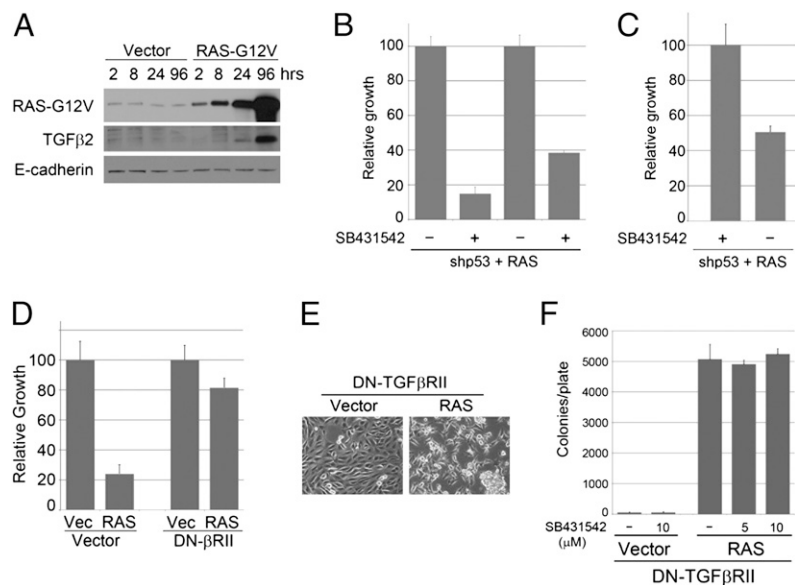 A
Vector RAS-G12V
2 8 24 96 2 8 24 96 hrs
RAS-G12V
TGFβ2
E-cadherin
B
Relative growth
100
80
60
40
20
0
SB431542 − + − +
shp53 + RAS
C
Relative growth
100
80
60
40
20
0
SB431542 + −
shp53 + RAS
D
Relative Growth
100
80
60
40
20
0
Vec RAS Vec RAS
Vector DN-βRII
E
DN-TGFβRII
Vector RAS
F
Colonies/plate
6000
5000
4000
3000
2000
1000
0
SB431542 − 10 − 5 10
(μM)
Vector RAS
DN-TGFβRII